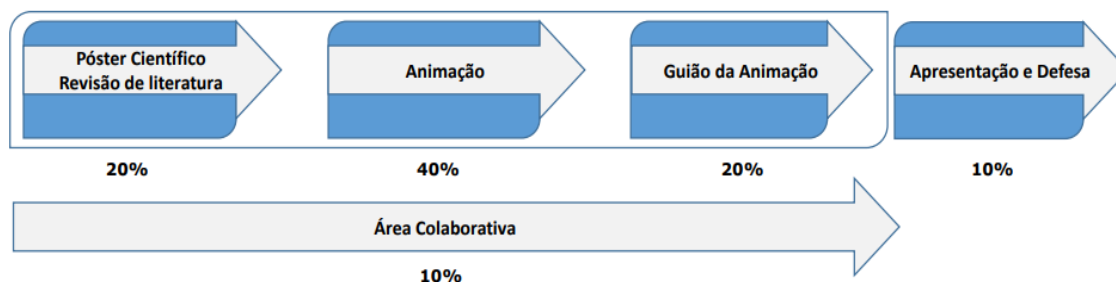 Póster Científico
Revisão de literatura
Animação
Guião da Animação
Apresentação e Defesa
20%
40%
20%
10%
Área Colaborativa
10%